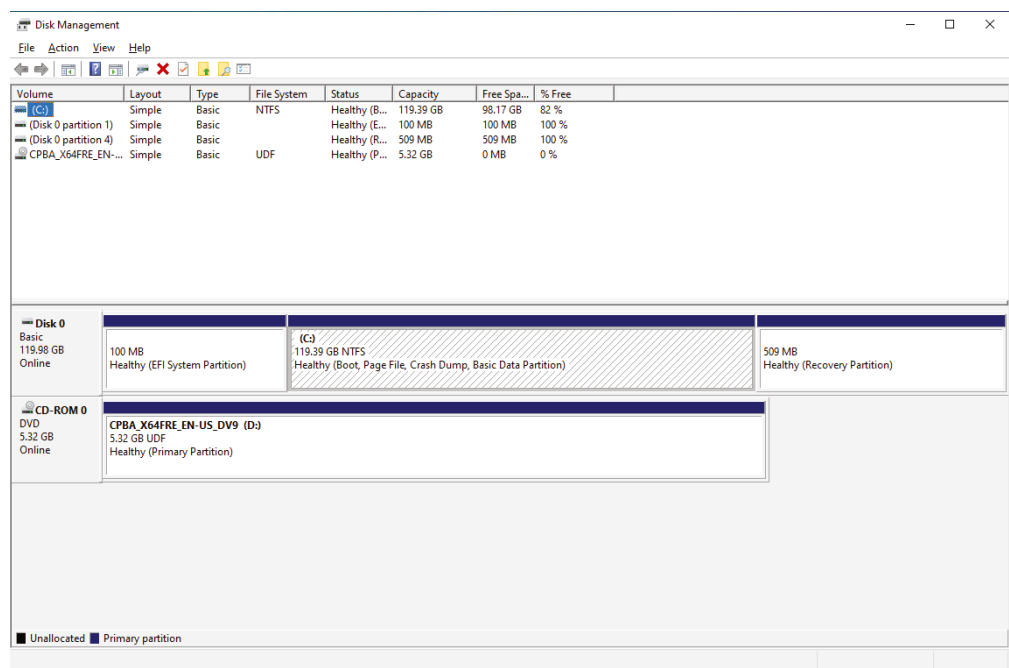 Disk Management
File Action View Help
Volume Layout Type File System Status Capacity Free Spa... % Free
(C:) Simple Basic NTFS Healthy (B... 119.39 GB 98.17 GB 82 %
(Disk 0 partition 1) Simple Basic Healthy (E... 100 MB 100 MB 100 %
(Disk 0 partition 4) Simple Basic Healthy (R... 509 MB 509 MB 100 %
CPBA_X64FRE_EN-... Simple Basic UDF Healthy (P... 5.32 GB 0 MB 0 %
Disk 0
Basic
119.98 GB
Online
100 MB
Healthy (EFI System Partition)
(C:)
119.39 GB NTFS
Healthy (Boot, Page File, Crash Dump, Basic Data Partition)
509 MB
Healthy (Recovery Partition)
CD-ROM 0
DVD
5.32 GB
Online
CPBA_X64FRE_EN-US_DV9 (D:)
5.32 GB UDF
Healthy (Primary Partition)
Unallocated Primary partition